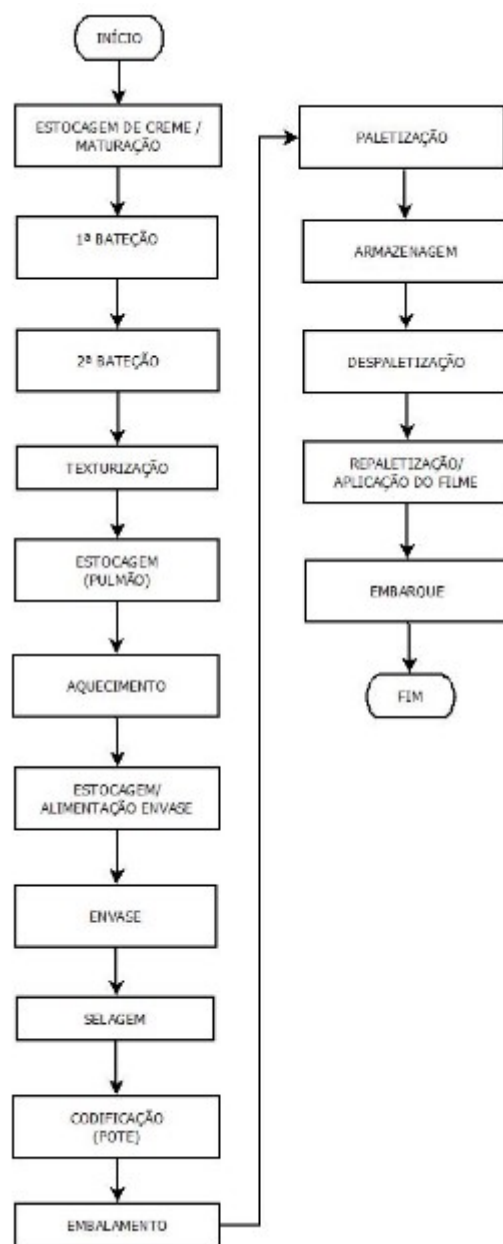 INÍCIO
ESTOCAGEM DE CREME /
MATURAÇÃO
1ª BATEÇÃO
2ª BATEÇÃO
TEXTURIZAÇÃO
ESTOCAGEM
(PULMÃO)
AQUECIMENTO
ESTOCAGEM/
ALIMENTAÇÃO ENVASE
ENVASE
SELAGEM
CODIFICAÇÃO
(POTE)
EMBALAMENTO
PALETIZAÇÃO
ARMAZENAGEM
DESPALETIZAÇÃO
REPALETIZAÇÃO/
APLICAÇÃO DO FILME
EMBARQUE
FIM